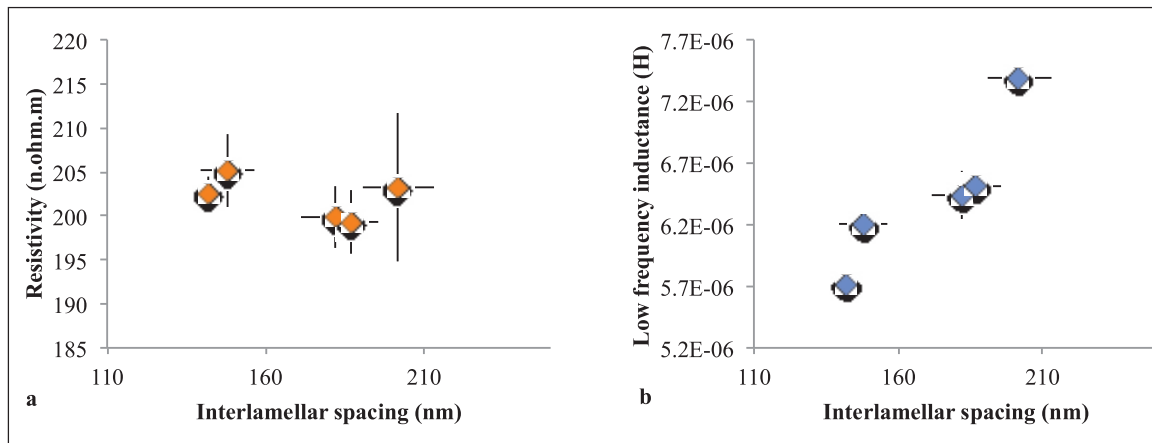 220
215
210
205
200
195
190
185
Resistivity (n.ohm.m)
110
160
210
Interlamellar spacing (nm)
a
7.7E-06
7.2E-06
6.7E-06
6.2E-06
5.7E-06
5.2E-06
Low frequency inductance (H)
110
160
210
Interlamellar spacing (nm)
b